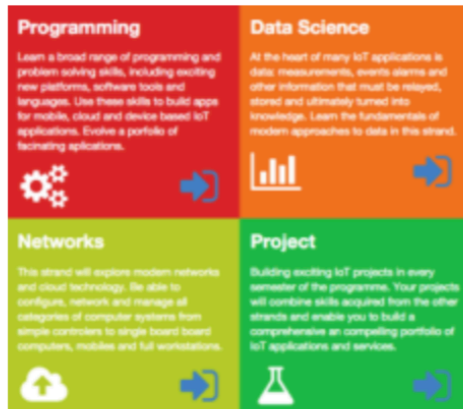 Programming
Learn a broad range of programming and
problem solving skills, including exciting
new platforms, software tools and
languages. Use these skills to build apps
for mobile, cloud and device based IoT
applications. Evolve a porfolio of
facinating aplications.
Data Science
At the heart of many IoT applications is
data: measurements, events alarms and
other information that must be relayed,
stored and ultimately turned into
knowledge. Learn the fundamentals of
modern approaches to data in this strand.
Networks
This strand will explore modern networks
and cloud technology. Be able to
configure, network and manage all
categories of computer systems from
simple controlers to single board board
computers, mobiles and full workstations.
Project
Building exciting IoT projects in every
semester of the programme. Your projects
will combine skills acquired from the other
strands and enable you to build a
comprehensive an compelling portfolio of
IoT applications and services.